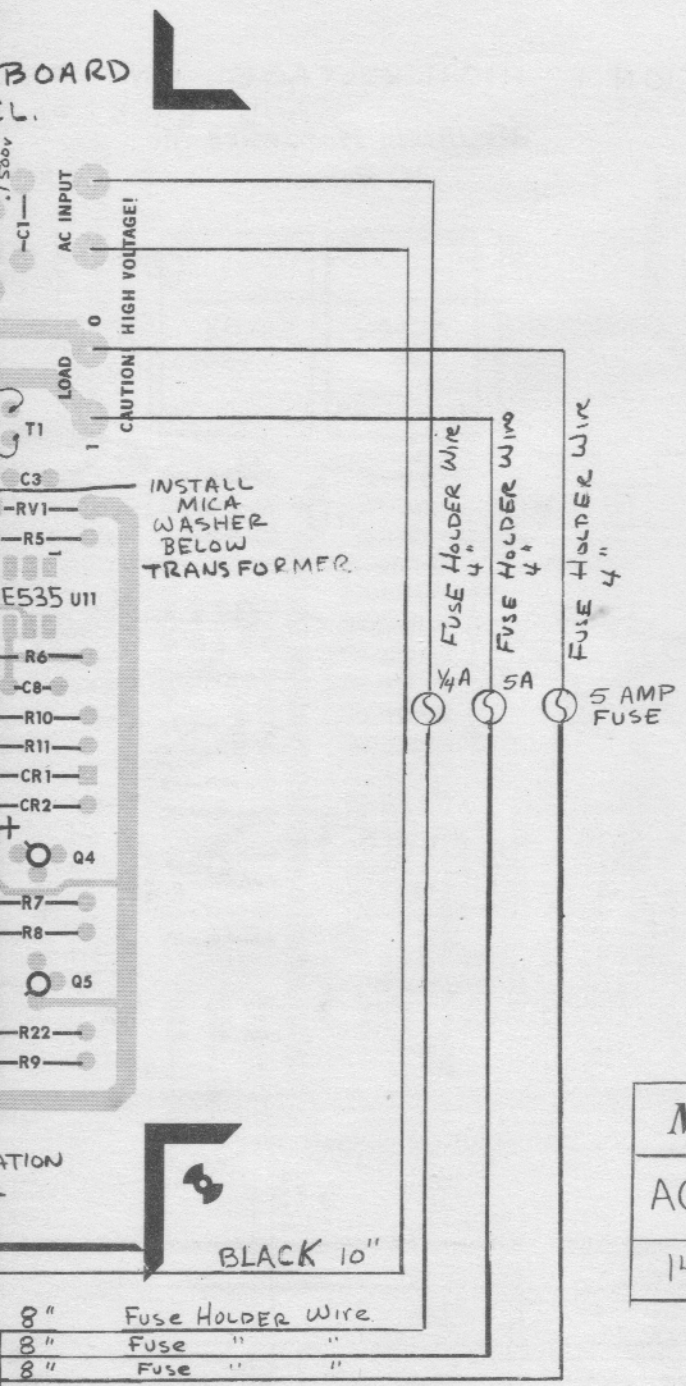 BOARD
.1 500V
C1
AC INPUT
1
0
CAUTION! HIGH VOLTAGE!
LOAD
0
1
T1
C3
RV1
R5
1
INSTALL
MICA
WASHER
BELOW
TRANSFORMER
E535 U11
R6
C8
R10
R11
CR1
CR2
+
Q4
R7
R8
Q5
R22
R9
FUSE HOLDER Wire
4"
FUSE HOLDER Wire
4"
FUSE HOLDER Wire
4"
1/4A
5A
5 AMP
FUSE
ATION
BLACK 10"
8" FUSE HOLDER Wire
8" FUSE " "
8" FUSE " "